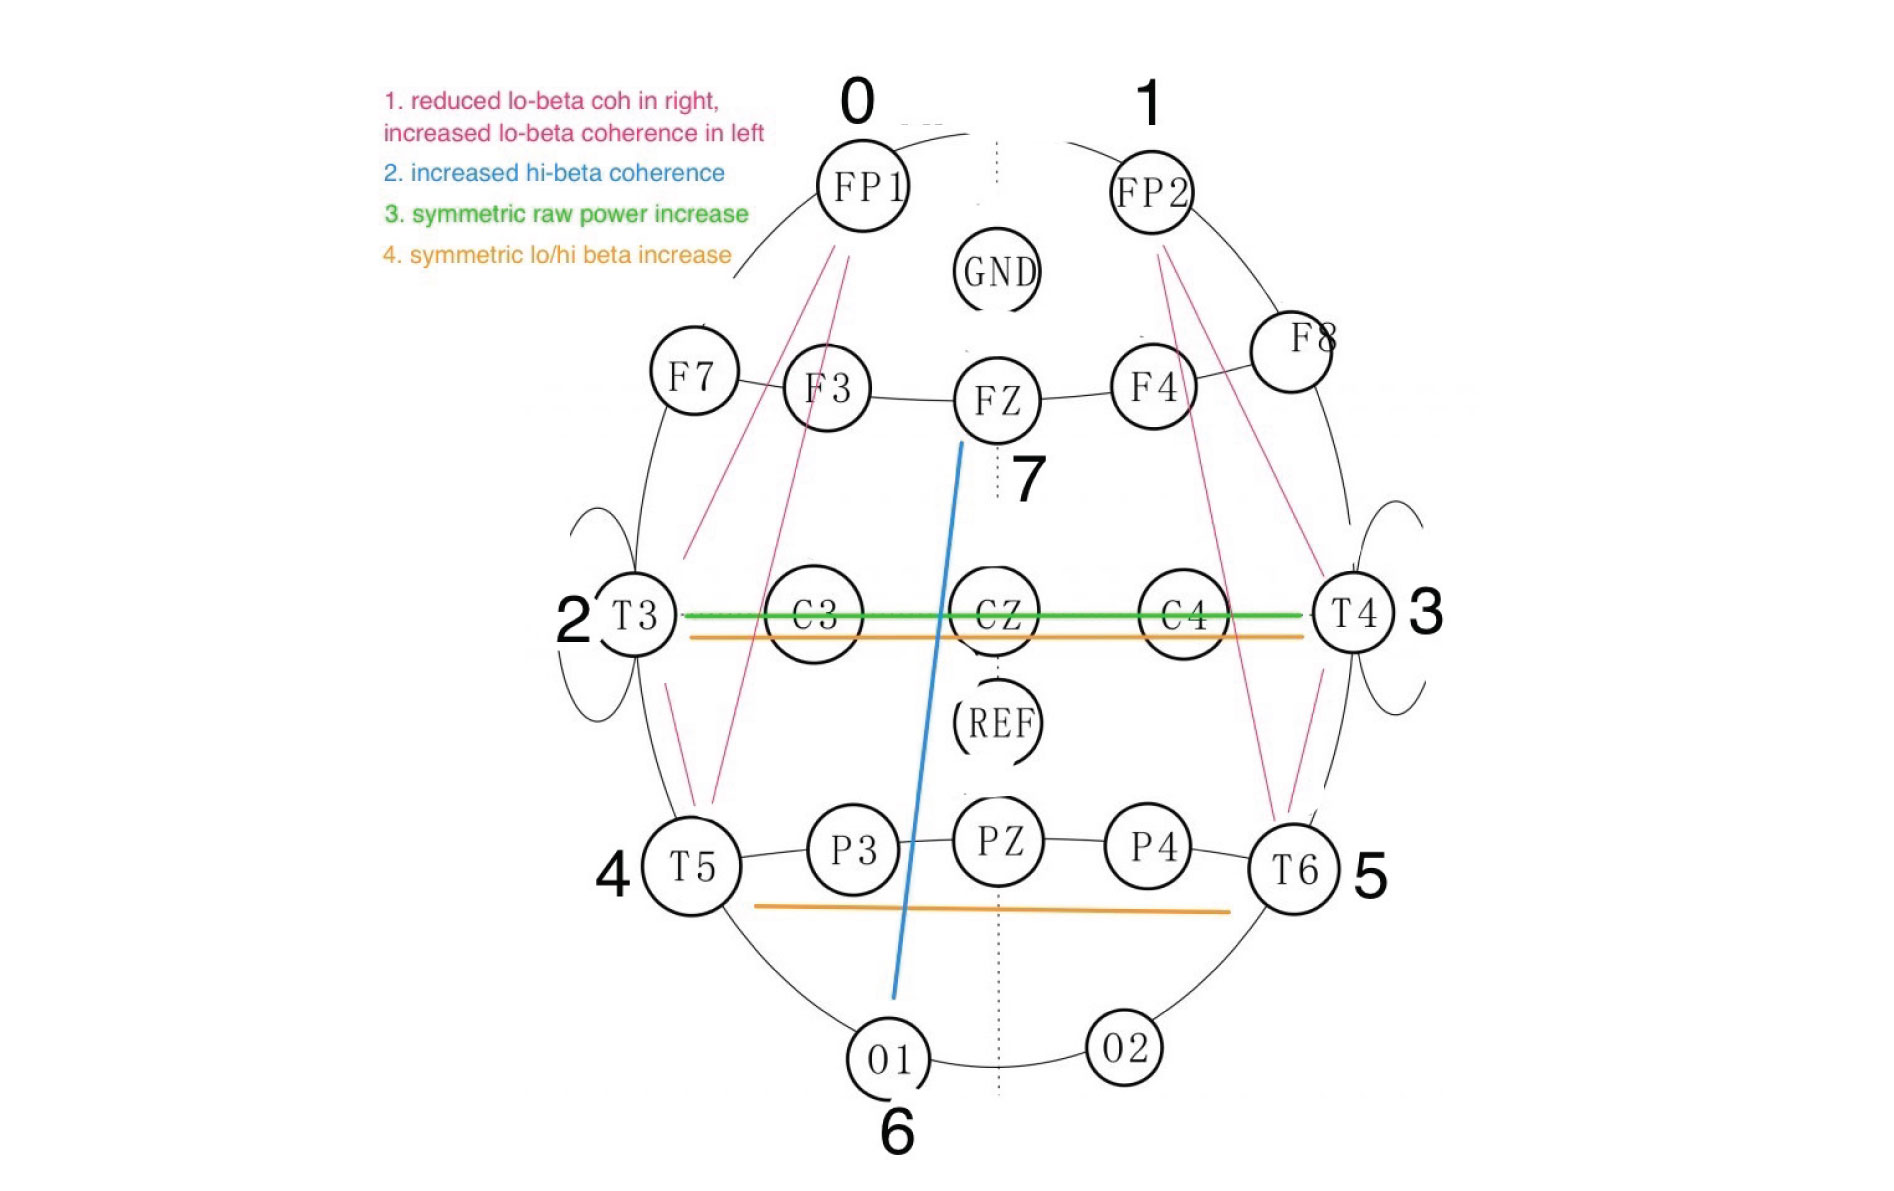 0
1
1. reduced lo-beta coh in right,
increased lo-beta coherence in left
2. increased hi-beta coherence
3. symmetric raw power increase
4. symmetric lo/hi beta increase
FP1
FP2
GND
F7
F3
FZ
F4
F8
7
2
T3
C3
CZ
C4
T4
3
REF
4
T5
P3
PZ
P4
T6
5
O1
O2
6